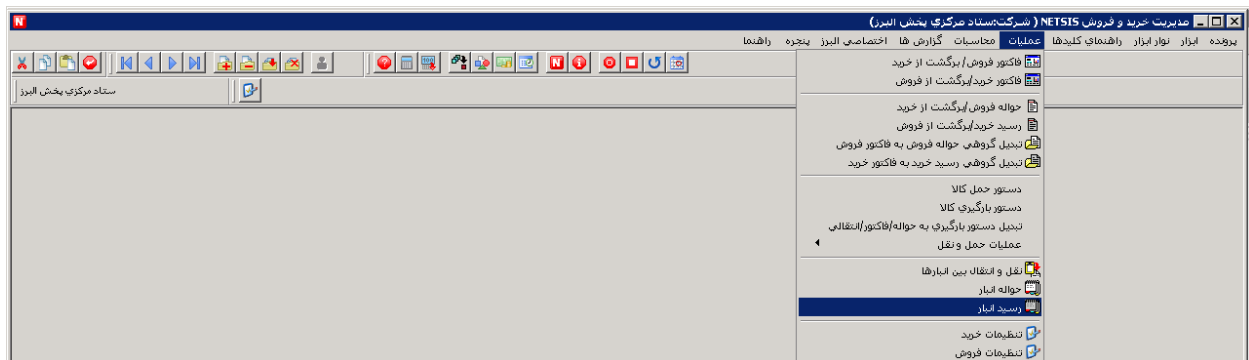 مديريت خريد و فروش NETSIS ( شرکت:ستاد مرکزي پخش البرز)
پرونده ابزار نوار ابزار راهنماي کليدها عمليات محاسبات گزارش ها اختصاصي البرز پنجره راهنما
ستاد مرکزي پخش البرز
فاکتور فروش/برگشت از خريد
فاکتور خريد/برگشت از فروش
حواله فروش/برگشت از خريد
رسيد خريد/برگشت از فروش
تبديل گروهي حواله فروش به فاکتور فروش
تبديل گروهي رسيد خريد به فاکتور خريد
دستور حمل کالا
دستور بارگيري کالا
تبديل دستور بارگيري به حواله/فاکتور/انتقالي
عمليات حمل و نقل
نقل و انتقال بين انبارها
حواله انبار
رسيد انبار
تنظيمات خريد
تنظيمات فروش